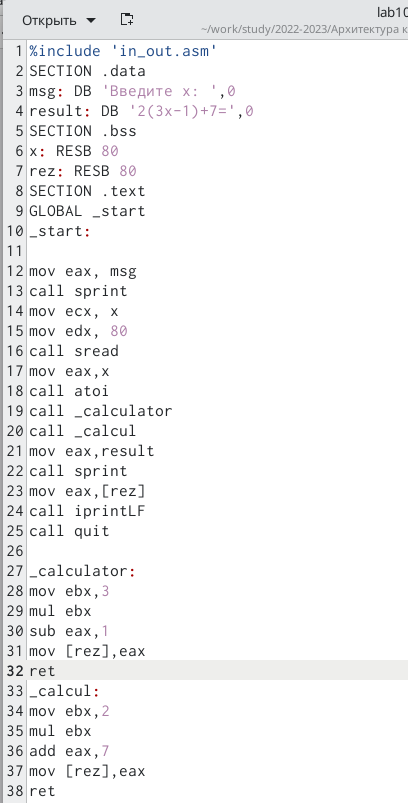 Открыть
lab10
~/work/study/2022-2023/Архитектура к
1 %include 'in_out.asm'
2 SECTION .data
3 msg: DB 'Введите x: ',0
4 result: DB '2(3x-1)+7=',0
5 SECTION .bss
6 x: RESB 80
7 rez: RESB 80
8 SECTION .text
9 GLOBAL _start
10 _start:
11
12 mov eax, msg
13 call sprint
14 mov ecx, x
15 mov edx, 80
16 call sread
17 mov eax,x
18 call atoi
19 call _calculator
20 call _calcul
21 mov eax,result
22 call sprint
23 mov eax,[rez]
24 call iprintLF
25 call quit
26
27 _calculator:
28 mov ebx,3
29 mul ebx
30 sub eax,1
31 mov [rez],eax
32 ret
33 _calcul:
34 mov ebx,2
35 mul ebx
36 add eax,7
37 mov [rez],eax
38 ret